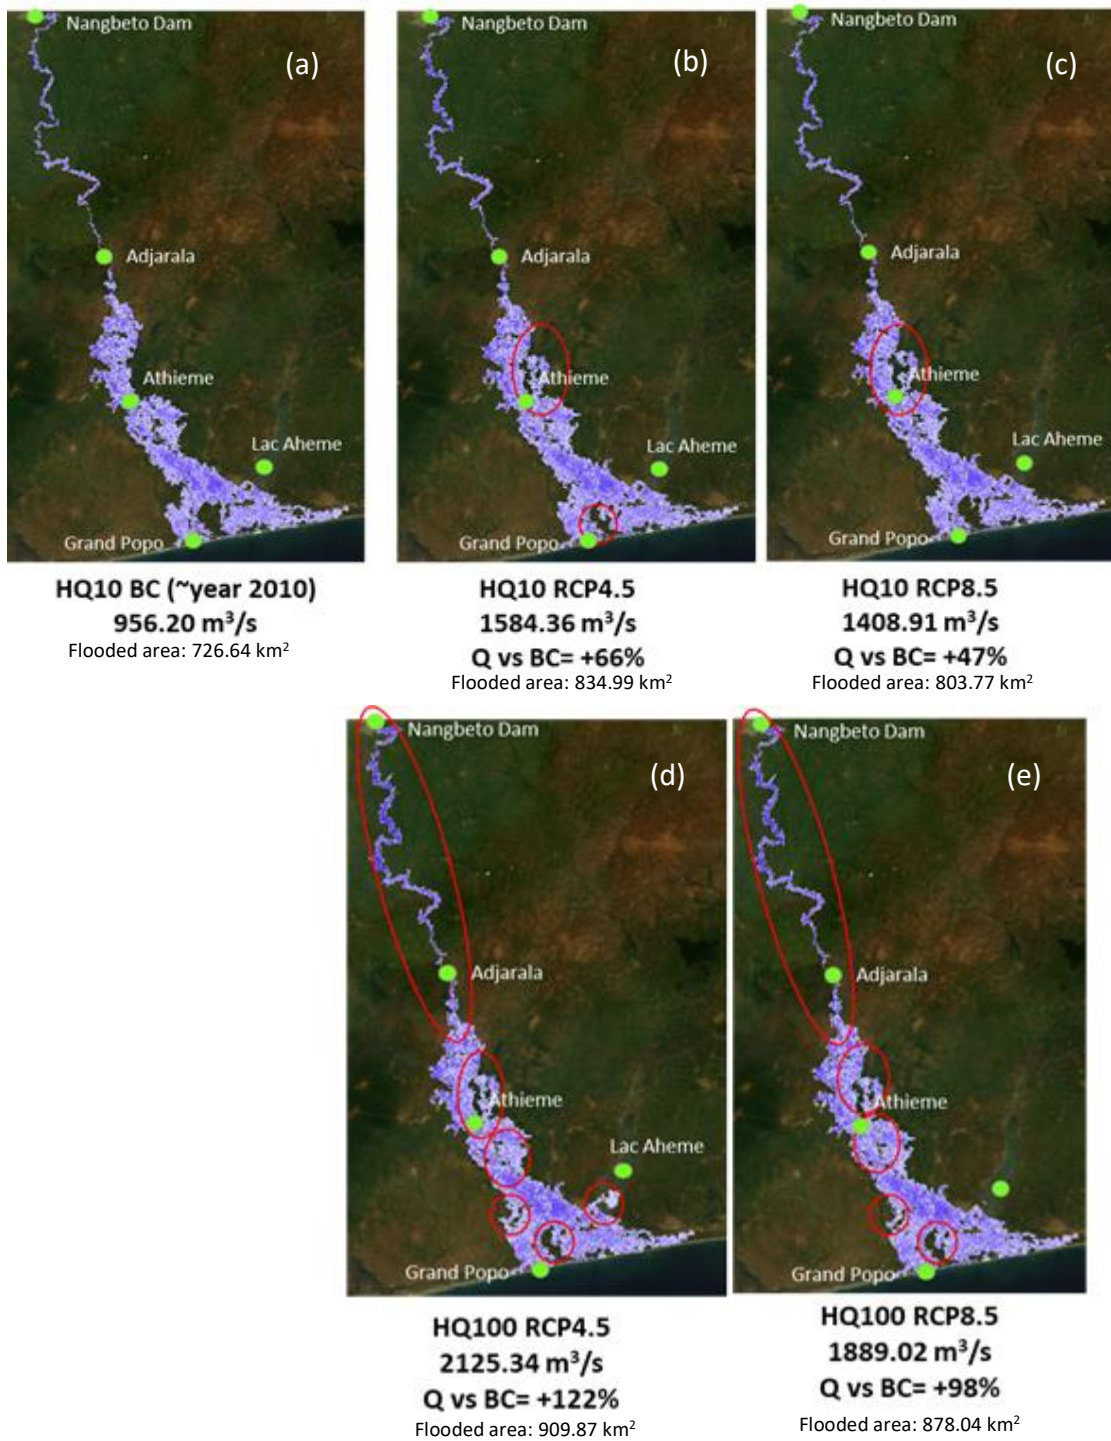 Nangbeto Dam
(a)
Adjarala
Athieme
Lac Aheme
Grand Popo
HQ10 BC (~year 2010)
956.20 m³/s
Flooded area: 726.64 km²
Nangbeto Dam
(b)
Adjarala
Athieme
Lac Aheme
Grand Popo
HQ10 RCP4.5
1584.36 m³/s
Q vs BC= +66%
Flooded area: 834.99 km²
Nangbeto Dam
(c)
Adjarala
Athieme
Lac Aheme
Grand Popo
HQ10 RCP8.5
1408.91 m³/s
Q vs BC= +47%
Flooded area: 803.77 km²
Nangbeto Dam
(d)
Adjarala
Athieme
Lac Aheme
Grand Popo
HQ100 RCP4.5
2125.34 m³/s
Q vs BC= +122%
Flooded area: 909.87 km²
Nangbeto Dam
(e)
Adjarala
Athieme
Grand Popo
HQ100 RCP8.5
1889.02 m³/s
Q vs BC= +98%
Flooded area: 878.04 km²